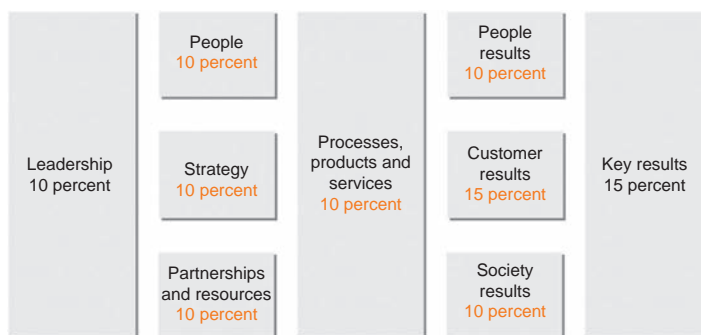 Leadership
10 percent
People
10 percent
Strategy
10 percent
Partnerships
and resources
10 percent
Processes,
products and
services
10 percent
People
results
10 percent
Customer
results
15 percent
Society
results
10 percent
Key results
15 percent